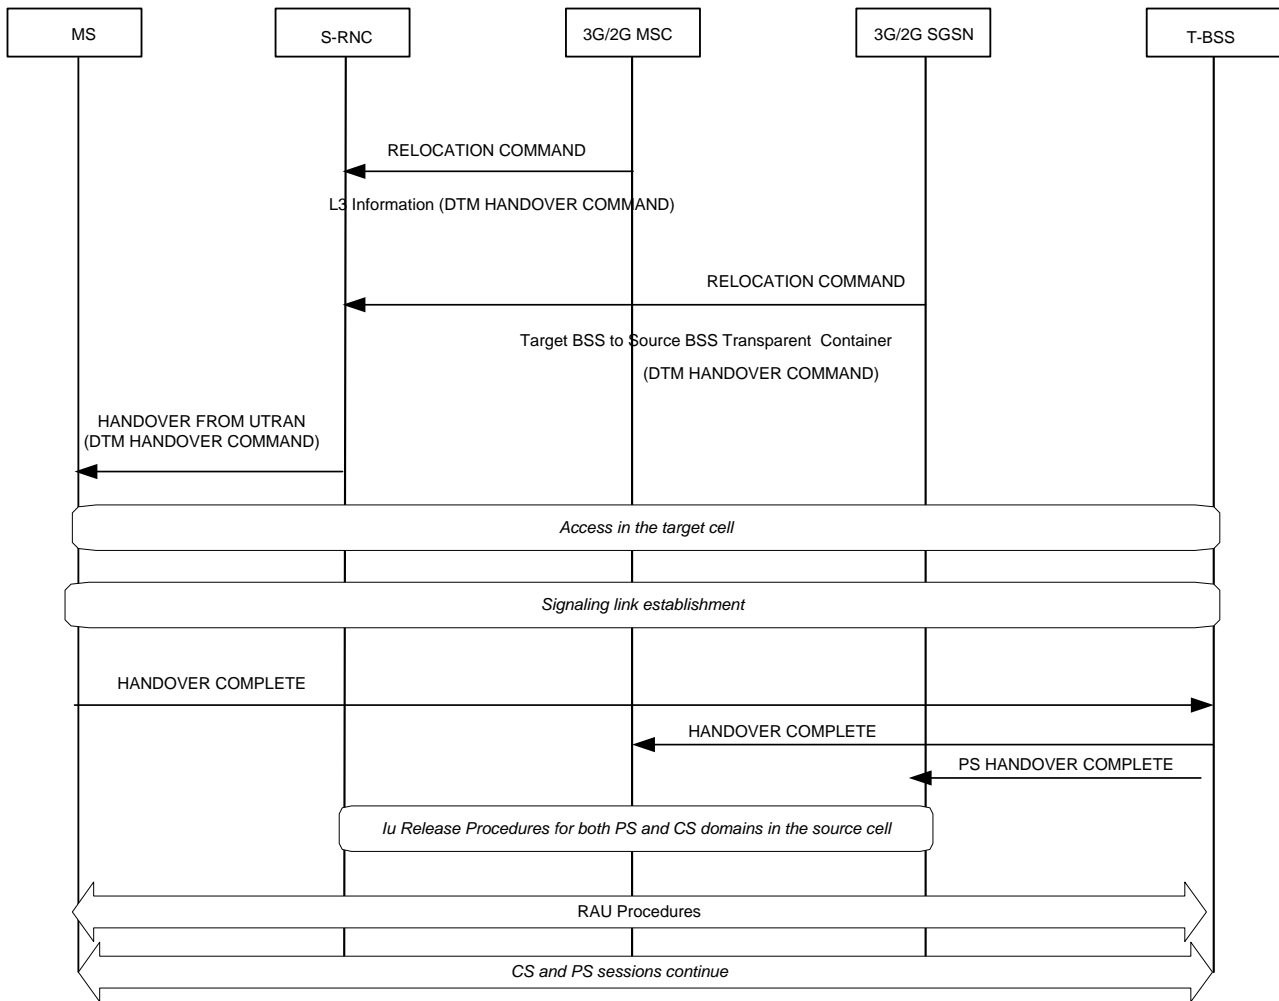 MS
S-RNC
3G/2G MSC
3G/2G SGSN
T-BSS
RELOCATION COMMAND
L3 Information (DTM HANDOVER COMMAND)
RELOCATION COMMAND
Target BSS to Source BSS Transparent Container
(DTM HANDOVER COMMAND)
HANDOVER FROM UTRAN
(DTM HANDOVER COMMAND)
Access in the target cell
Signaling link establishment
HANDOVER COMPLETE
HANDOVER COMPLETE
PS HANDOVER COMPLETE
Iu Release Procedures for both PS and CS domains in the source cell
RAU Procedures
CS and PS sessions continue